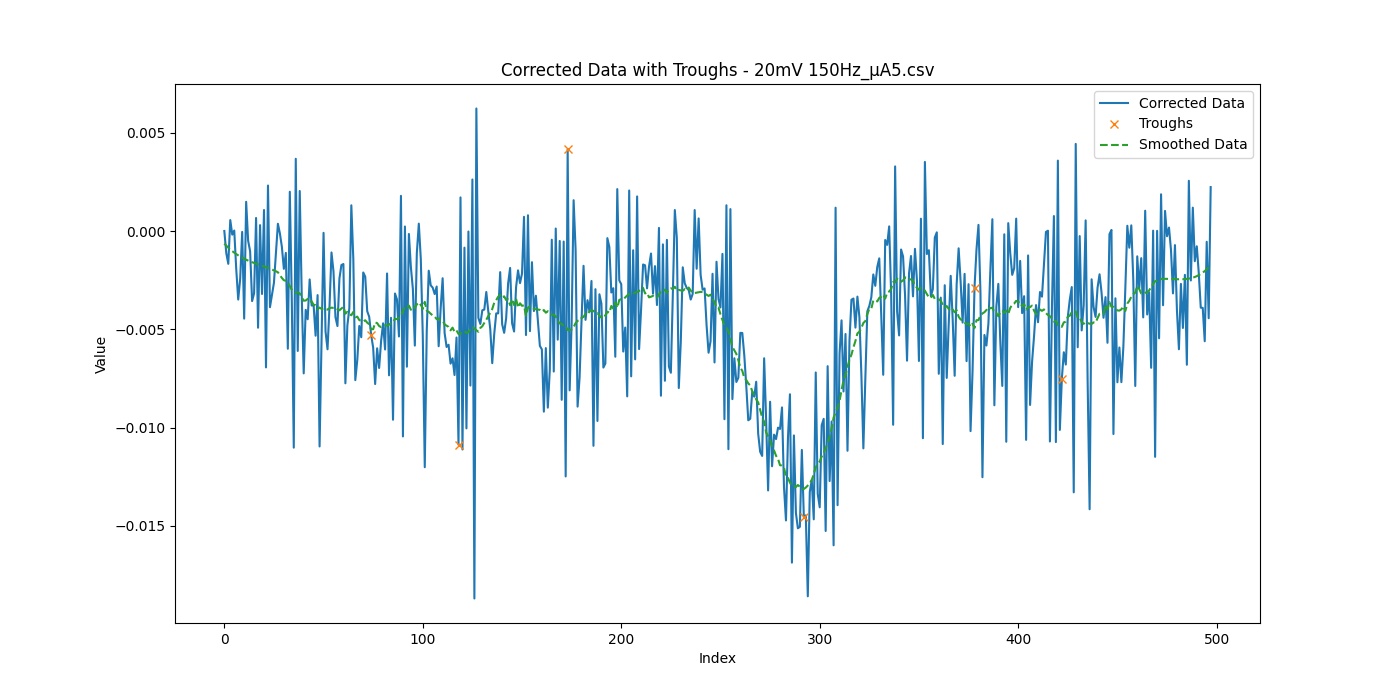 Corrected Data with Troughs - 20mV 150Hz_μA5.csv
Corrected Data
Troughs
Smoothed Data
Value
0.005
0.000
−0.005
−0.010
−0.015
0 100 200 300 400 500
Index